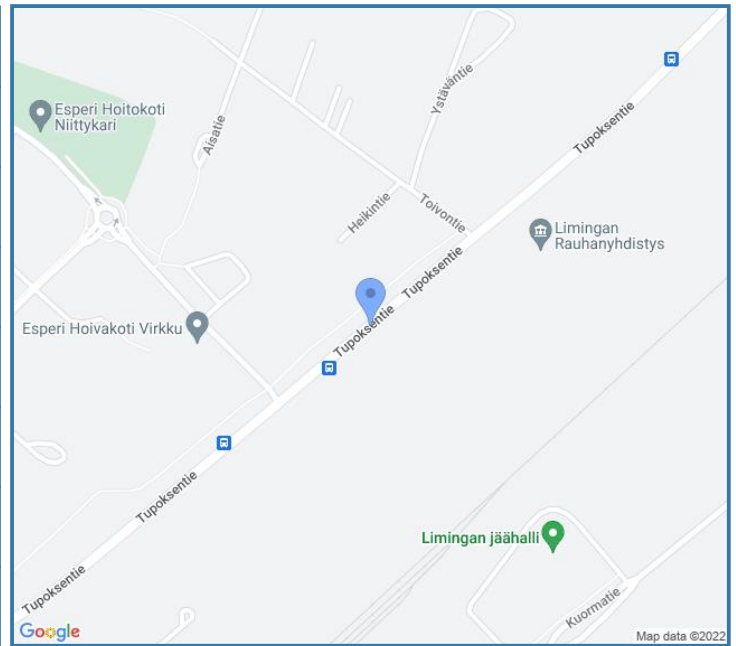 Ystäväntie
Esperi Hoitokoti
Niittykari
Aisatie
Tupoksentie
Heikintie
Toivontie
Limingan
Rauhanyhdistys
Tupoksentie
Esperi Hoivakoti Virkku
Tupoksentie
Tupoksentie
Limingan jäähalli
Tupoksentie
Kuormatie
Google
Map data ©2022